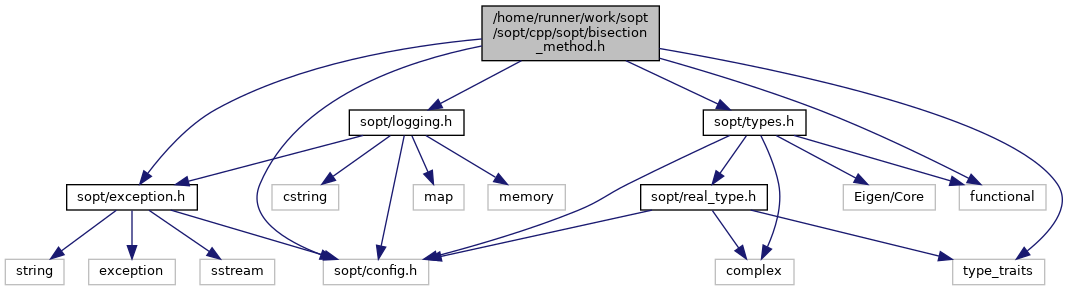 /home/runner/work/sopt
/sopt/cpp/sopt/bisection
_method.h
sopt/logging.h
sopt/types.h
sopt/exception.h
cstring
map
memory
sopt/real_type.h
Eigen/Core
functional
string
exception
sstream
sopt/config.h
complex
type_traits